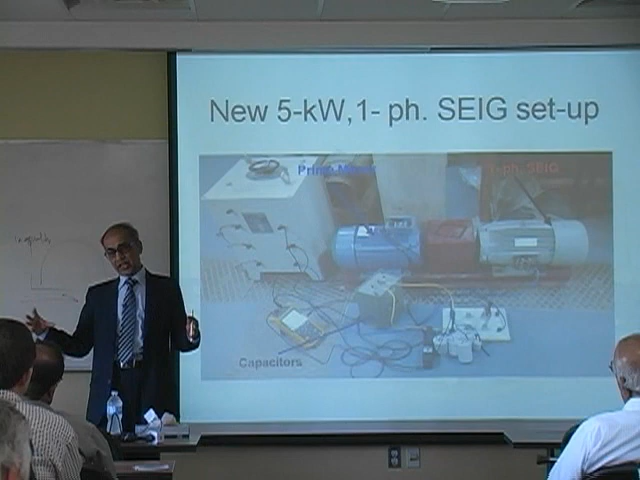 New 5-kW,1- ph. SEIG set-up
Prime Mover
1-ph. SEIG
Capacitors